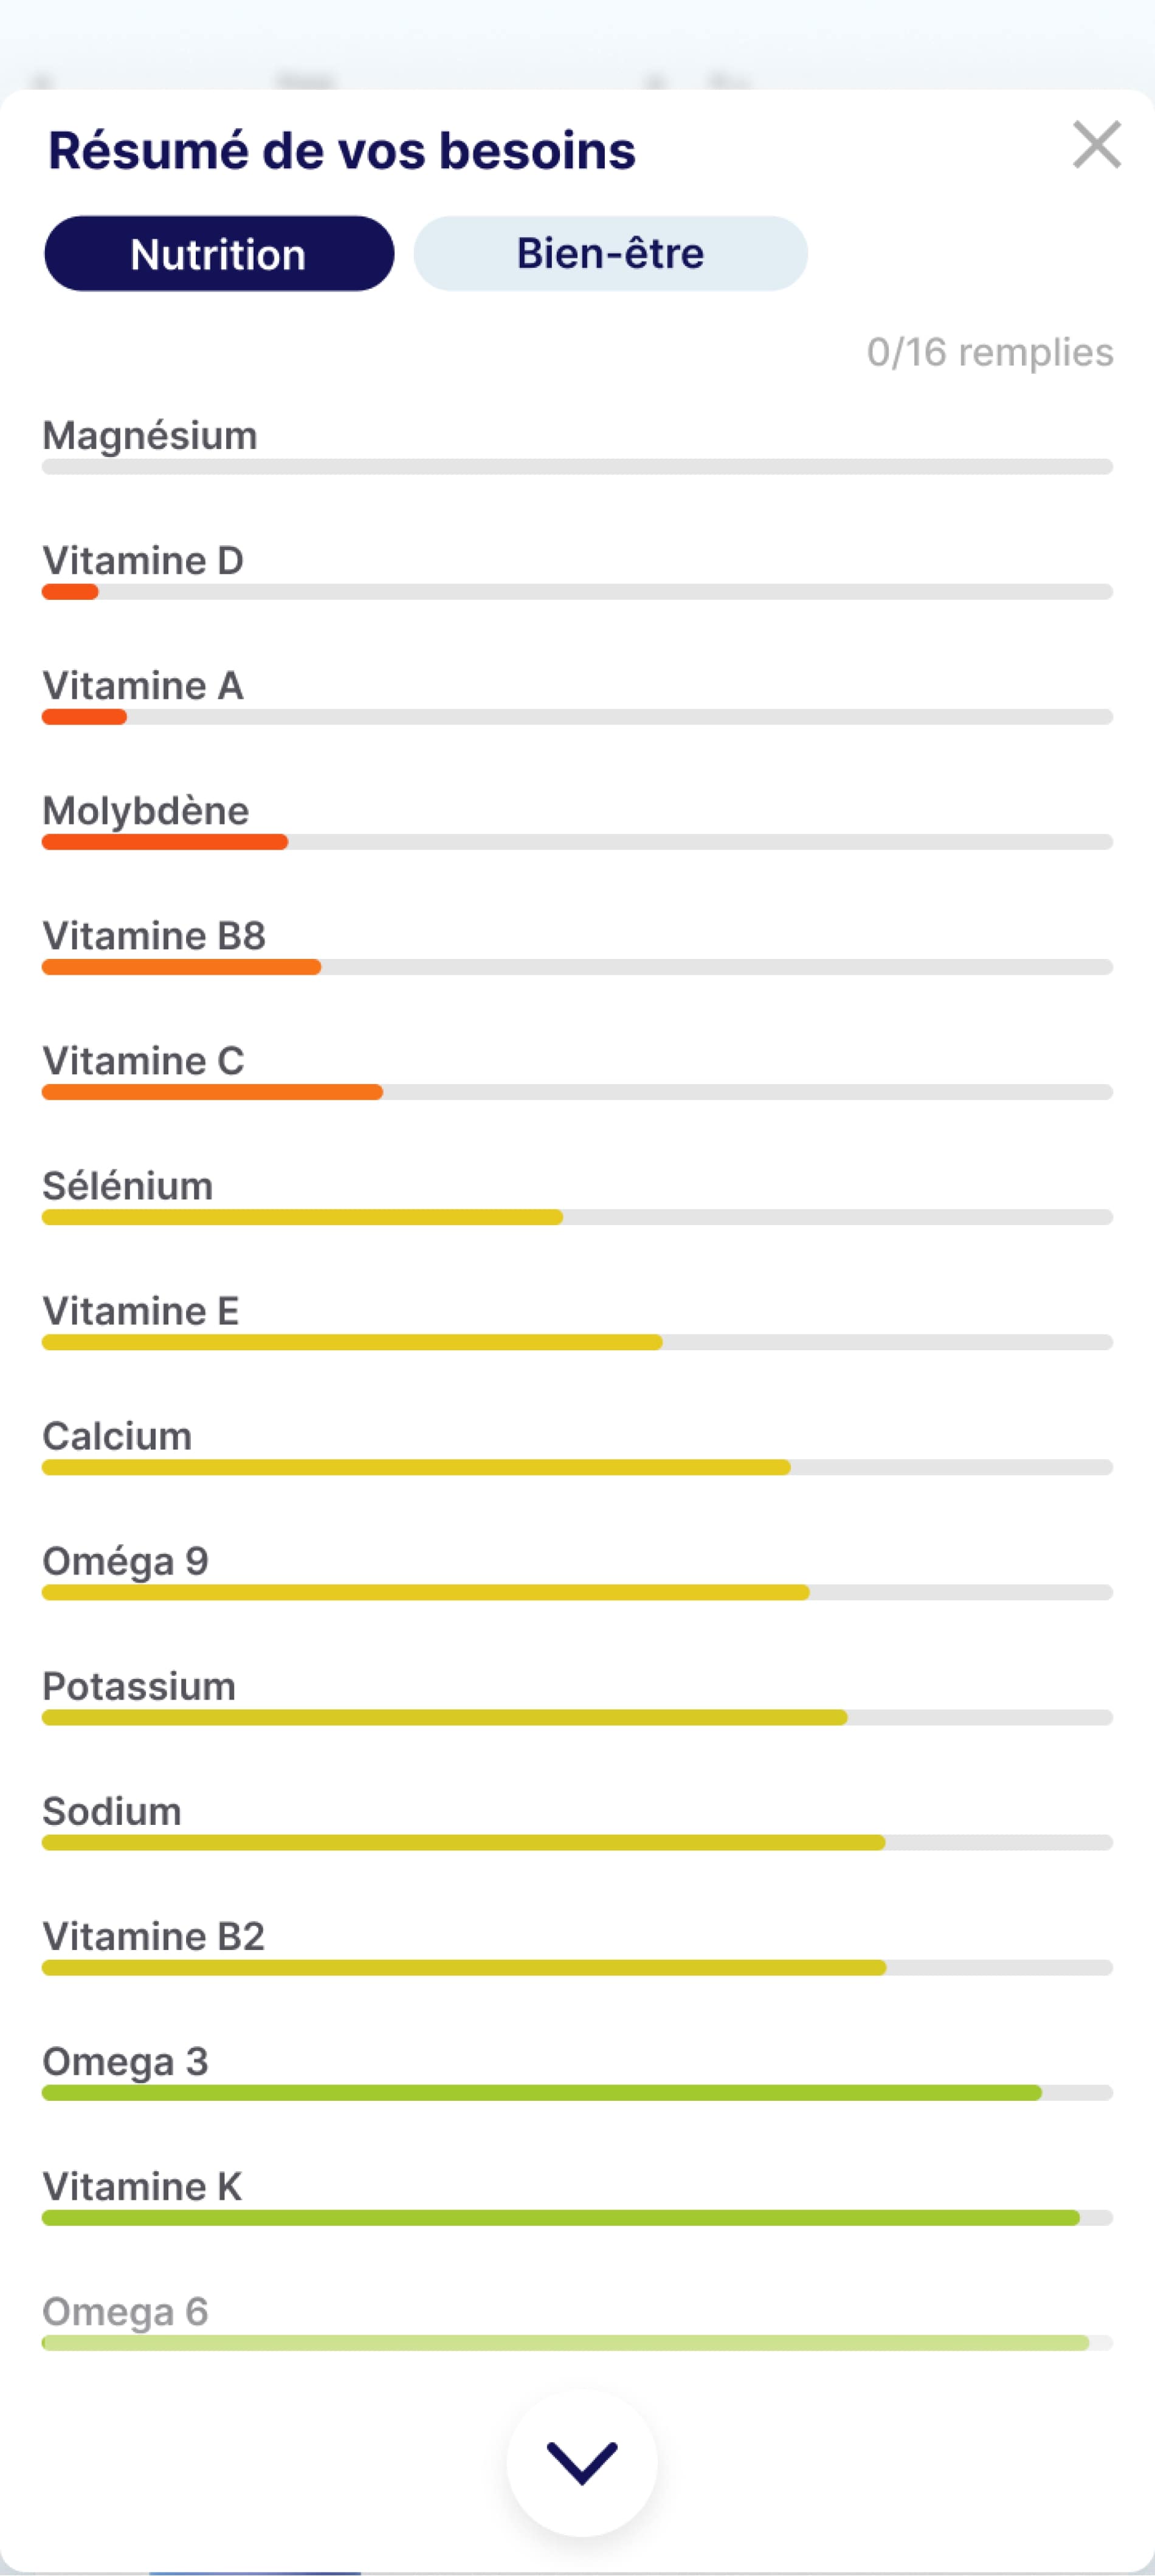 Résumé de vos besoins
Nutrition
Bien-être
0/16 remplies
Magnésium
Vitamine D
Vitamine A
Molybdène
Vitamine B8
Vitamine C
Sélénium
Vitamine E
Calcium
Oméga 9
Potassium
Sodium
Vitamine B2
Omega 3
Vitamine K
Omega 6